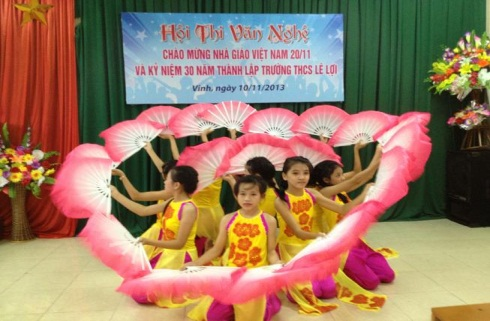 Hội Thi Văn Nghệ
CHÀO MỪNG NHÀ GIÁO VIỆT NAM 20/11
VÀ KỶ NIỆM 30 NĂM THÀNH LẬP TRƯỜNG THCS LÊ LỢI
Vinh, ngày 10/11/2013